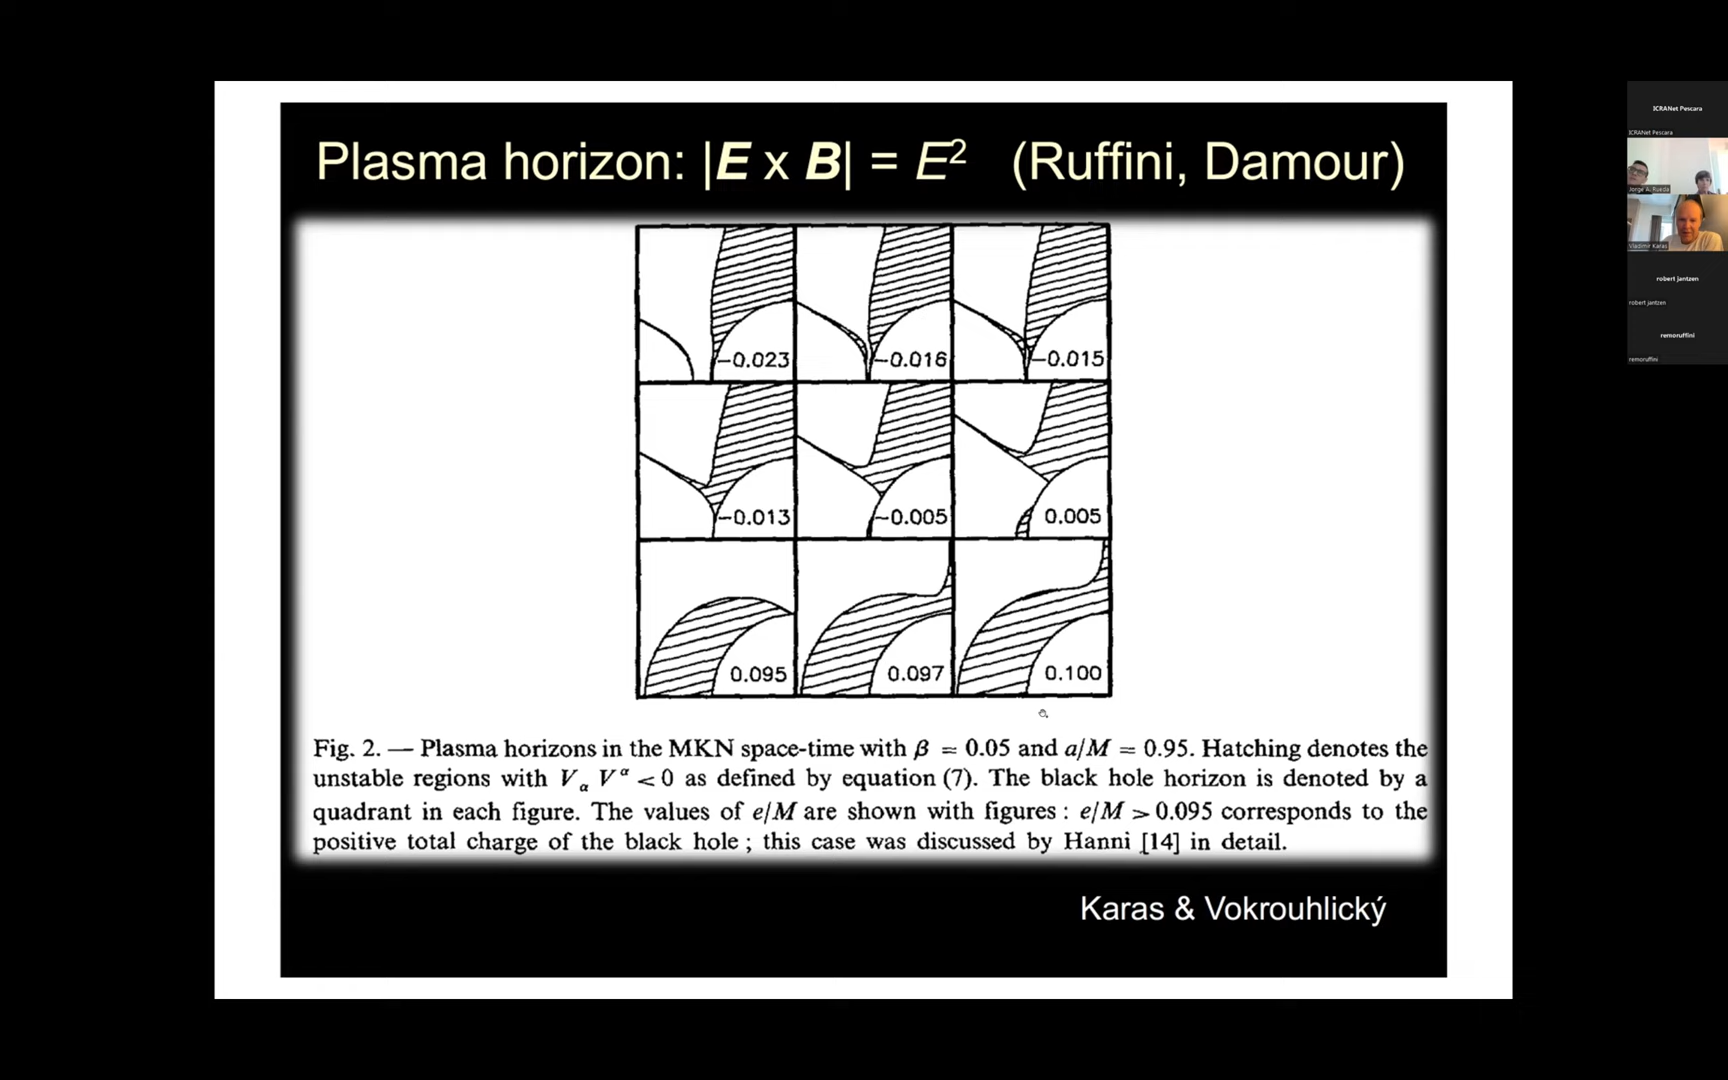 Plasma horizon: |E x B| = E² (Ruffini, Damour)
-0.023
-0.016
-0.015
-0.013
-0.005
0.005
0.095
0.097
0.100
Fig. 2. — Plasma horizons in the MKN space-time with β = 0.05 and a/M = 0.95. Hatching denotes the
unstable regions with Vα Vᵅ < 0 as defined by equation (7). The black hole horizon is denoted by a
quadrant in each figure. The values of e/M are shown with figures : e/M > 0.095 corresponds to the
positive total charge of the black hole ; this case was discussed by Hanni [14] in detail.
Karas & Vokrouhlický
ICRANet Pescara
ICRANet Pescara
Jorge A. Rueda
Vladimir Karas
robert jantzen
robert jantzen
remoruffini
remoruffini